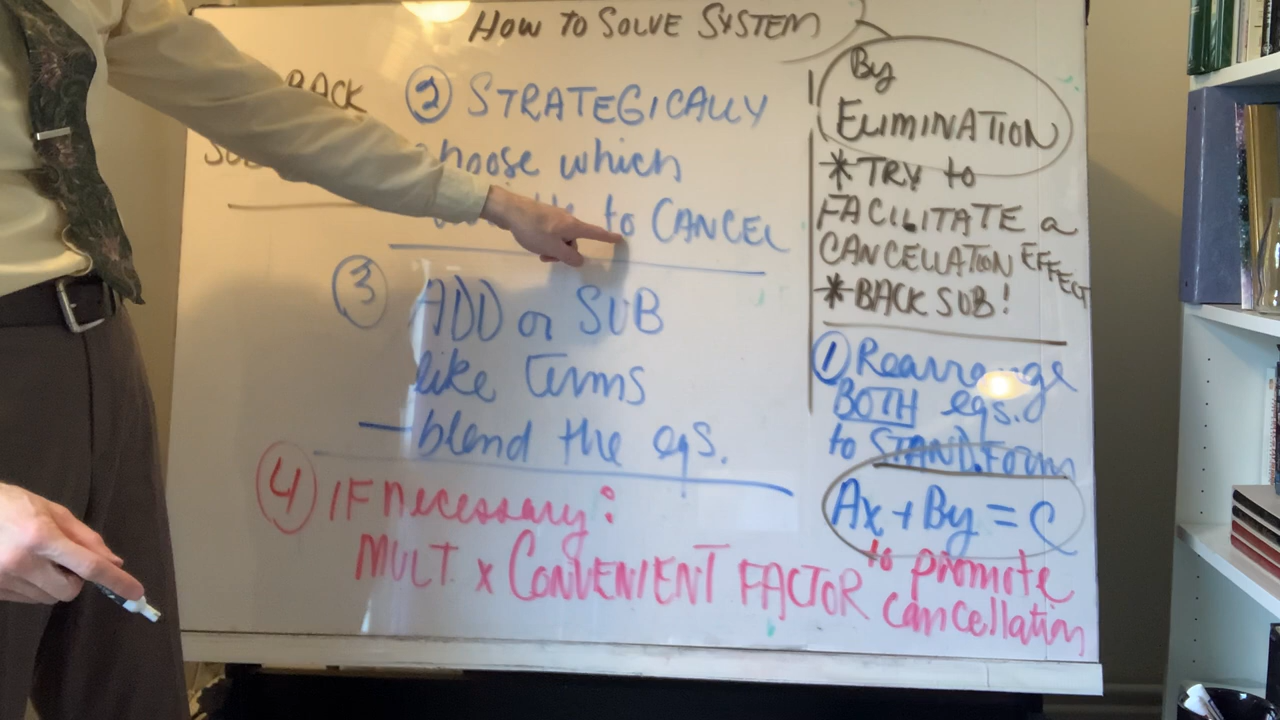 How to SOLVE SYSTEM
By
ELIMINATION
* TRY to
FACILITATE a
CANCELLATION EFFECT
* BACK SUB!
① Rearrange
BOTH eqs.
to STAND. Form
Ax + By = C
BACK
② STRATEGICALLY
choose which
to CANCEL
③ ADD or SUB
like terms
— blend the eqs.
④ IF necessary:
MULT. x CONVENIENT FACTOR to promote
cancellation